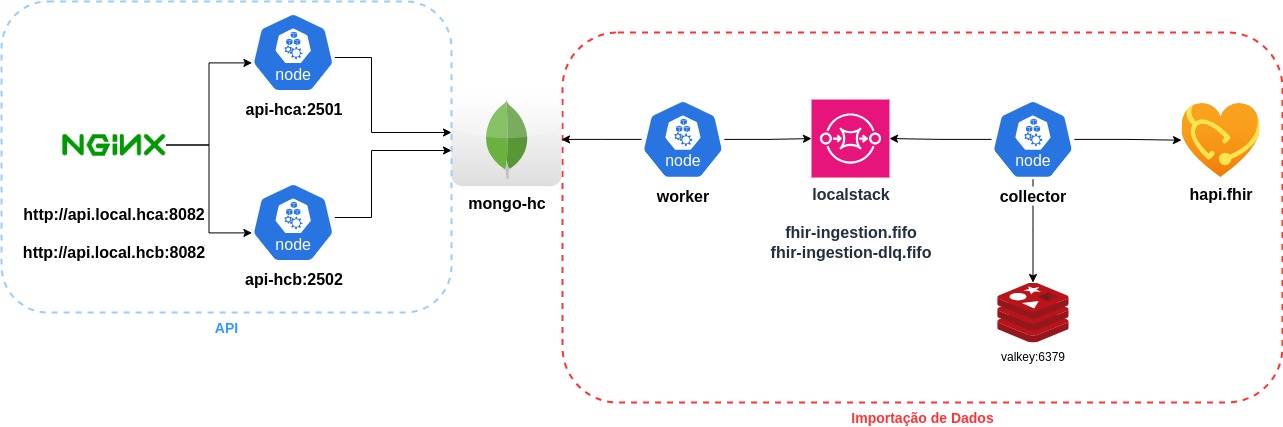 NGINX
http://api.local.hca:8082
http://api.local.hcb:8082
node
api-hca:2501
node
api-hcb:2502
API
mongo-hc
node
worker
localstack
fhir-ingestion.fifo
fhir-ingestion-dlq.fifo
node
collector
hapi.fhir
valkey:6379
Importação de Dados